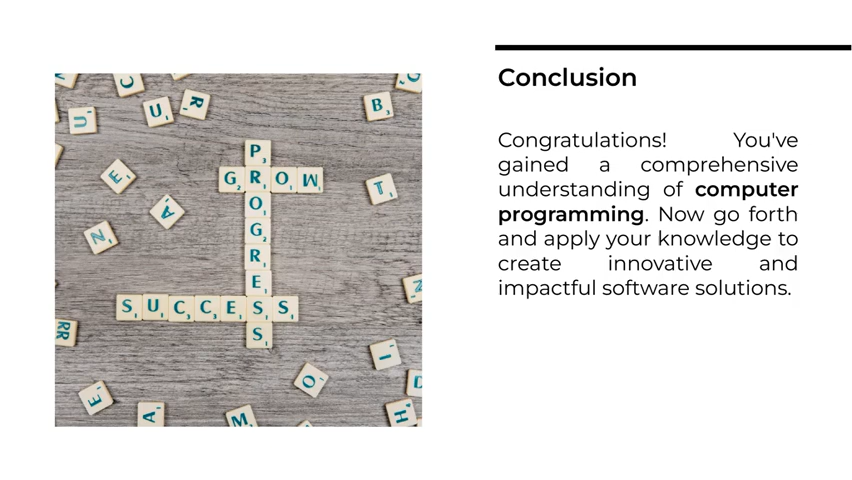 Conclusion
Congratulations! You've
gained a comprehensive
understanding of computer
programming. Now go forth
and apply your knowledge to
create innovative and
impactful software solutions.
PROGRESS
GROW
SUCCESS
C
U
U
R
B
E
A
T
N
N
RR
I
O
E
A
M
H
D